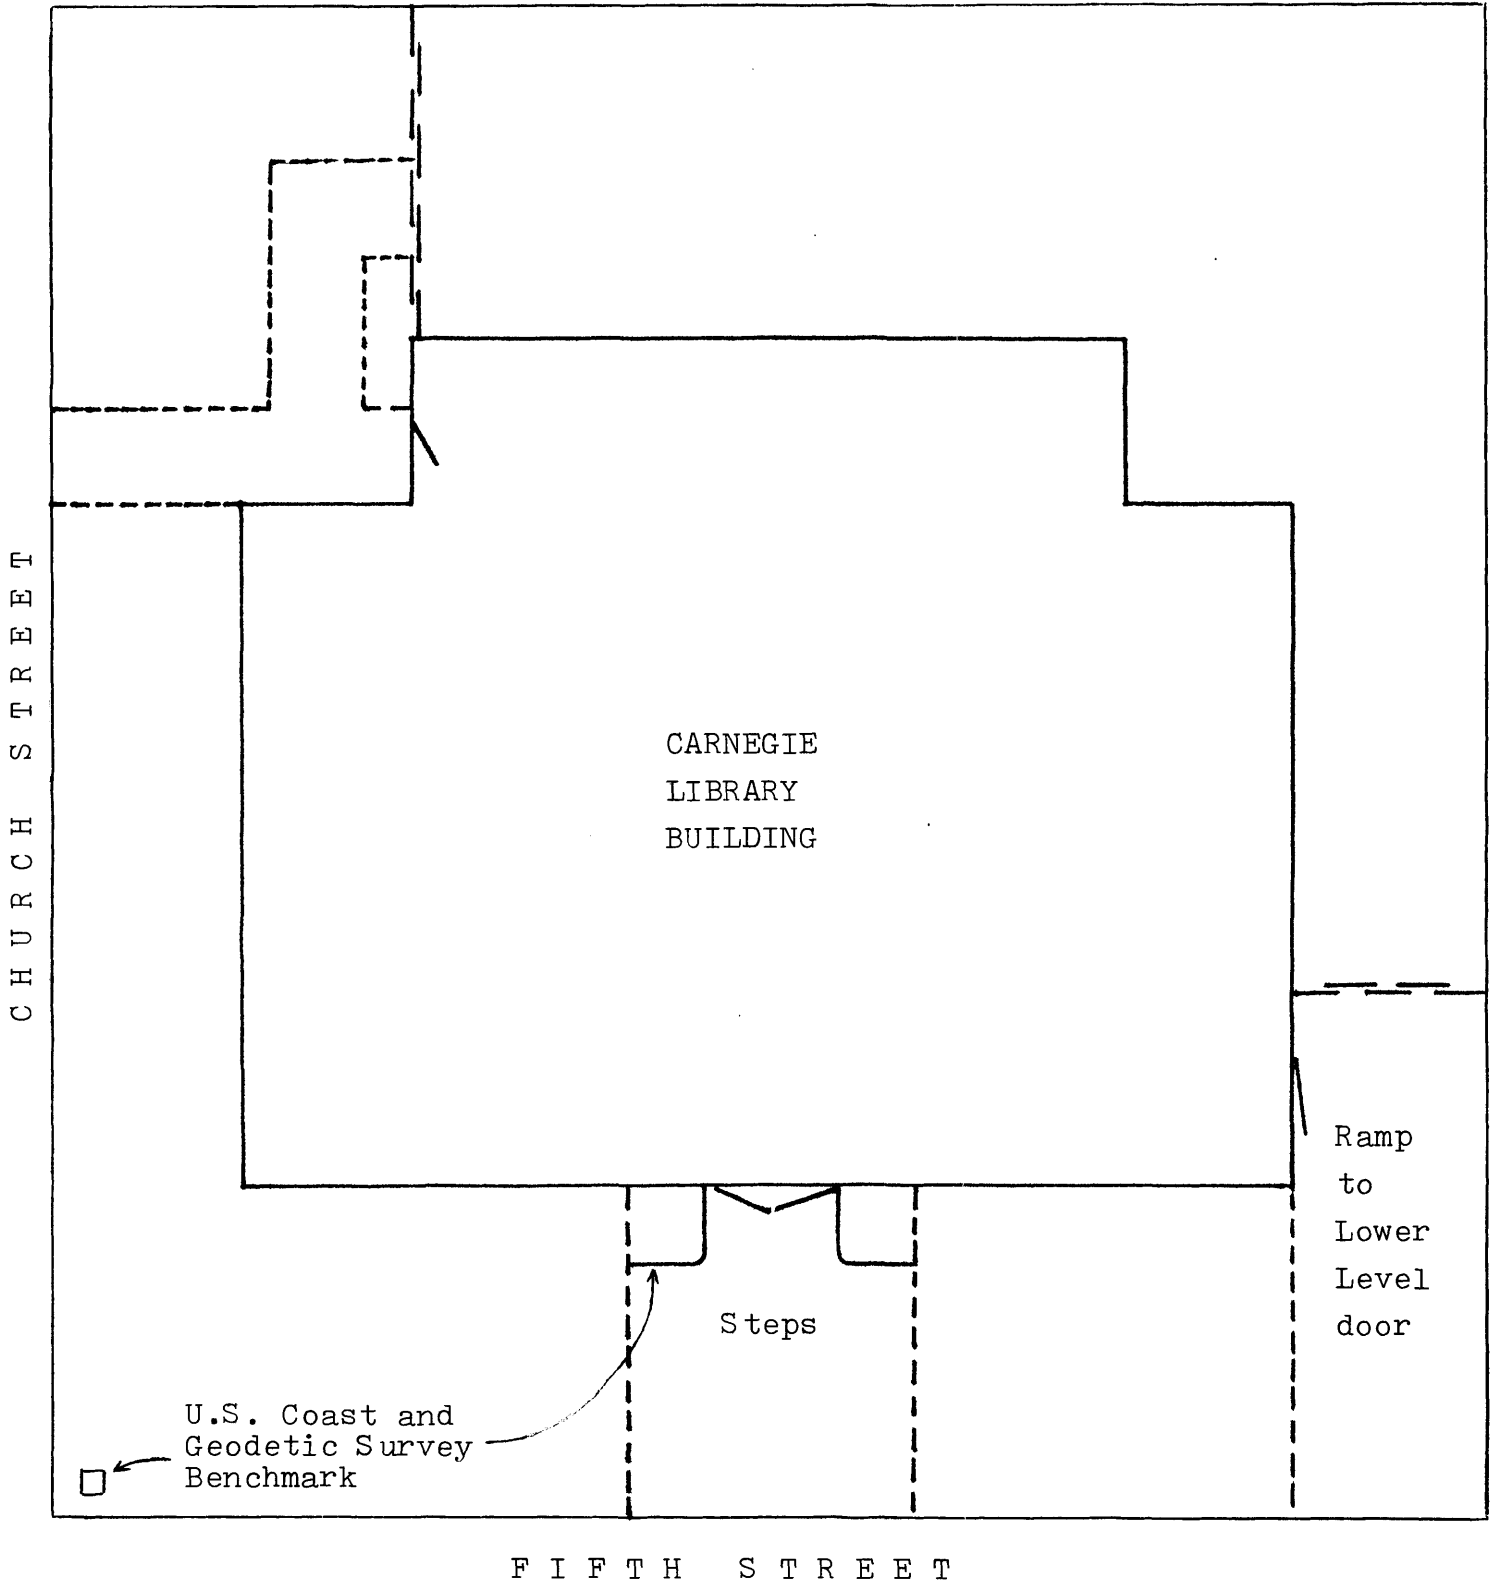 CHURCH STREET
CARNEGIE
LIBRARY
BUILDING
Ramp
to
Lower
Level
door
Steps
U.S. Coast and
Geodetic Survey
Benchmark
FIFTH STREET